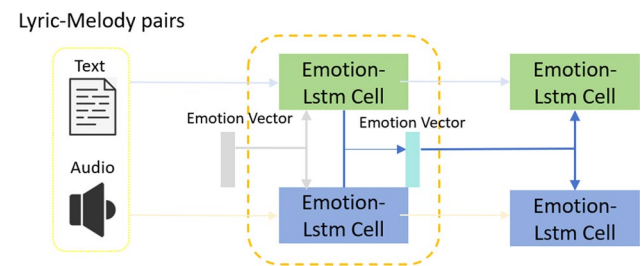 Lyric-Melody pairs
Text
Audio
Emotion-
Lstm Cell
Emotion Vector
Emotion Vector
Emotion-
Lstm Cell
Emotion-
Lstm Cell
Emotion-
Lstm Cell